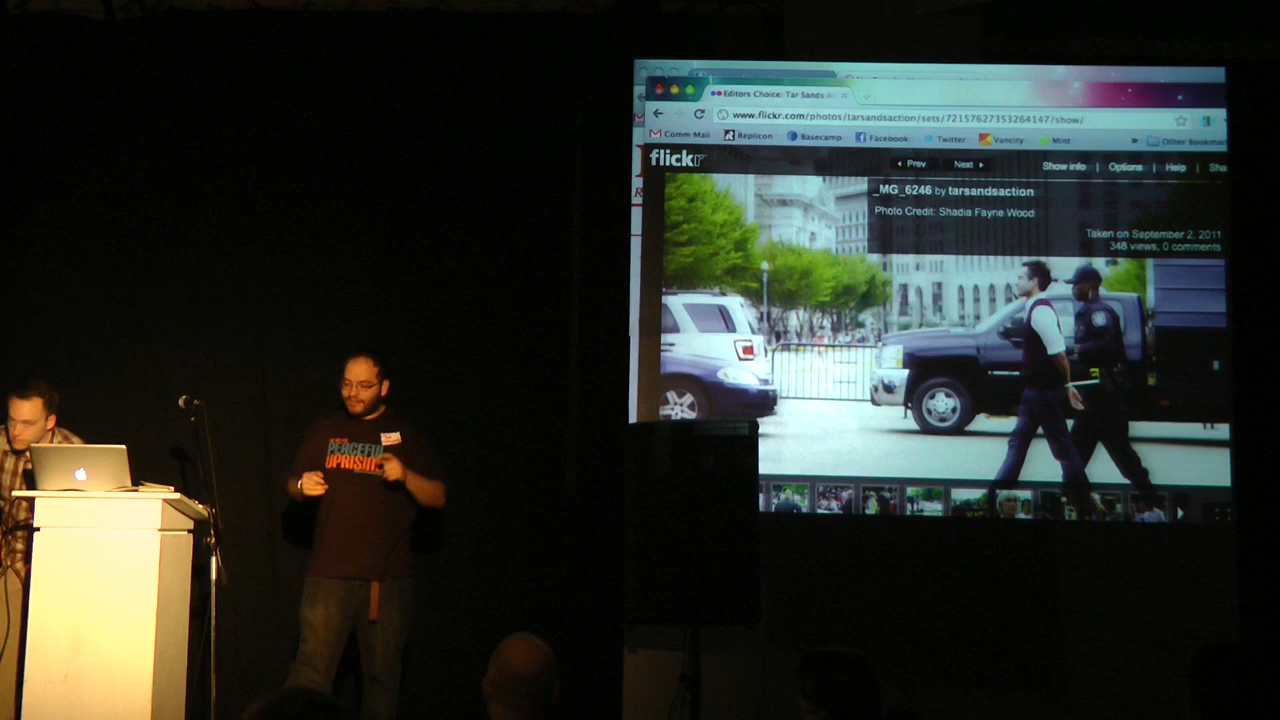 Editors Choice: Tar Sands A
www.flickr.com/photos/tarsandsaction/sets/72157627353264147/show/
Comm Mail Replicon Basecamp Facebook Twitter Vancity Mint » Other Bookmar
flickr
Prev Next
Show info | Options | Help | Sha
_MG_6246 by tarsandsaction
Photo Credit: Shadia Fayne Wood
Taken on September 2, 2011
348 views, 0 comments
PEACEFUL
UPRISING